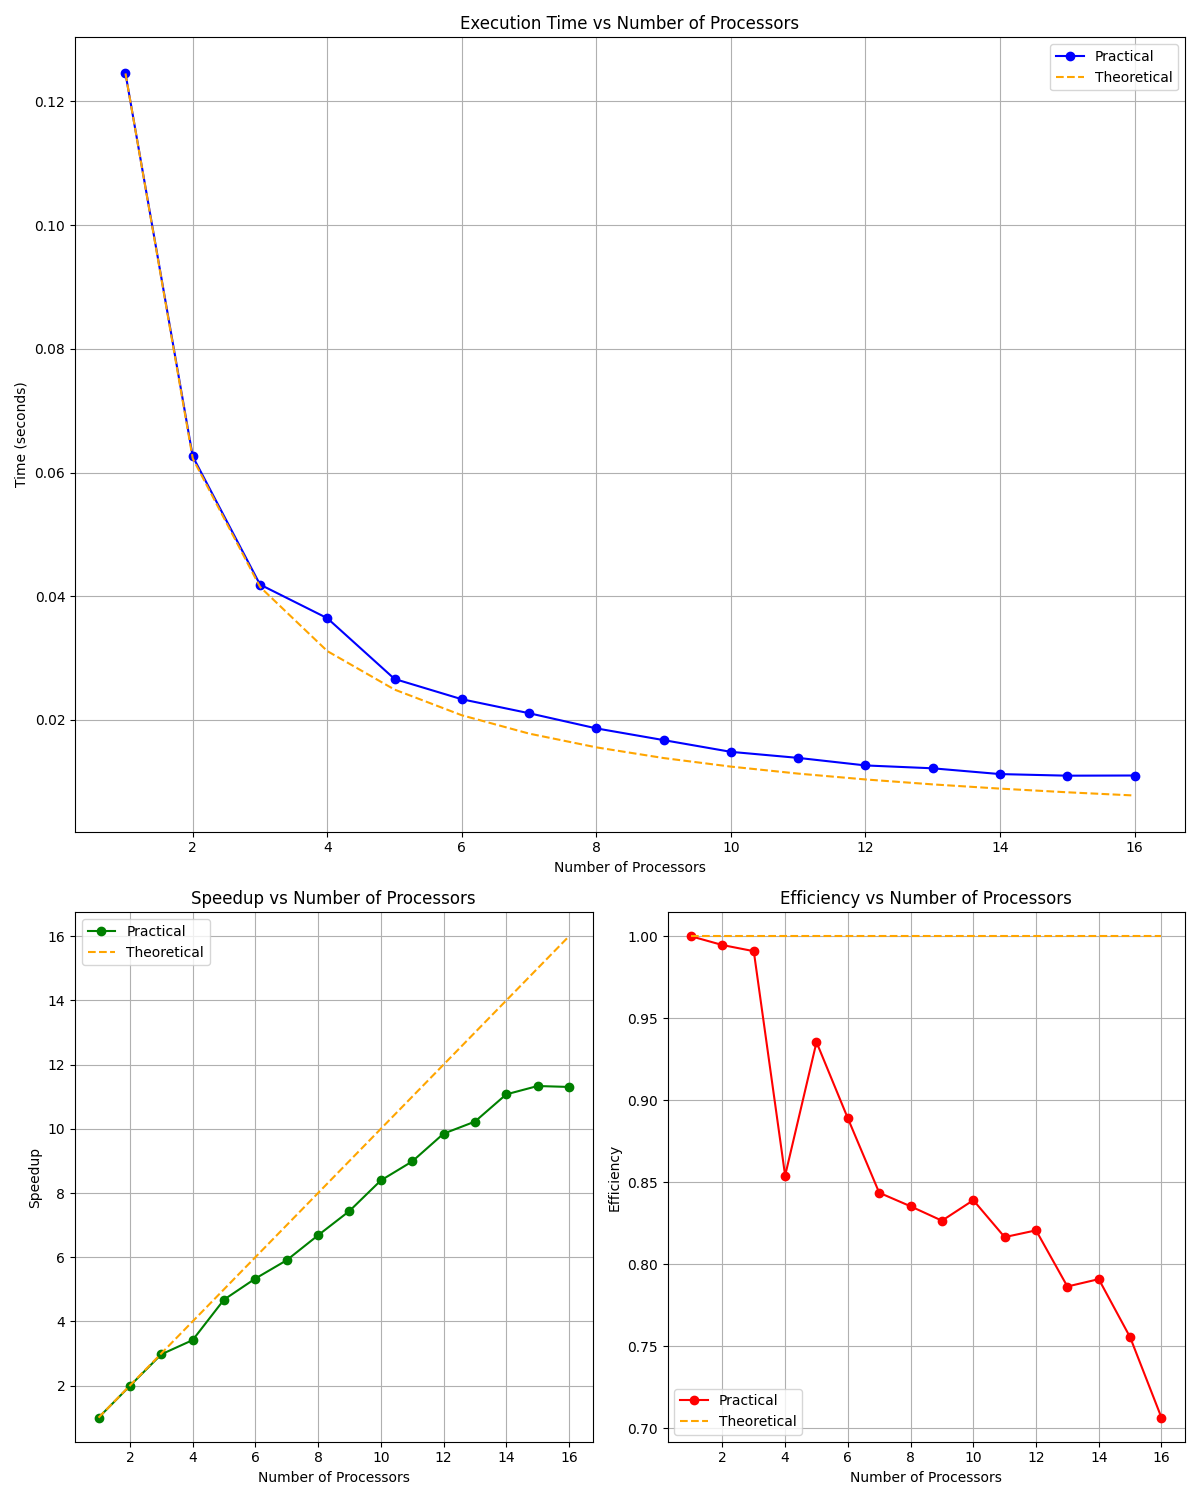 Execution Time vs Number of Processors
Practical
Theoretical
Time (seconds)
0.12
0.10
0.08
0.06
0.04
0.02
2 4 6 8 10 12 14 16
Number of Processors
Speedup vs Number of Processors
Practical
Theoretical
Speedup
16
14
12
10
8
6
4
2
2 4 6 8 10 12 14 16
Number of Processors
Efficiency vs Number of Processors
Efficiency
1.00
0.95
0.90
0.85
0.80
0.75
0.70
Practical
Theoretical
2 4 6 8 10 12 14 16
Number of Processors